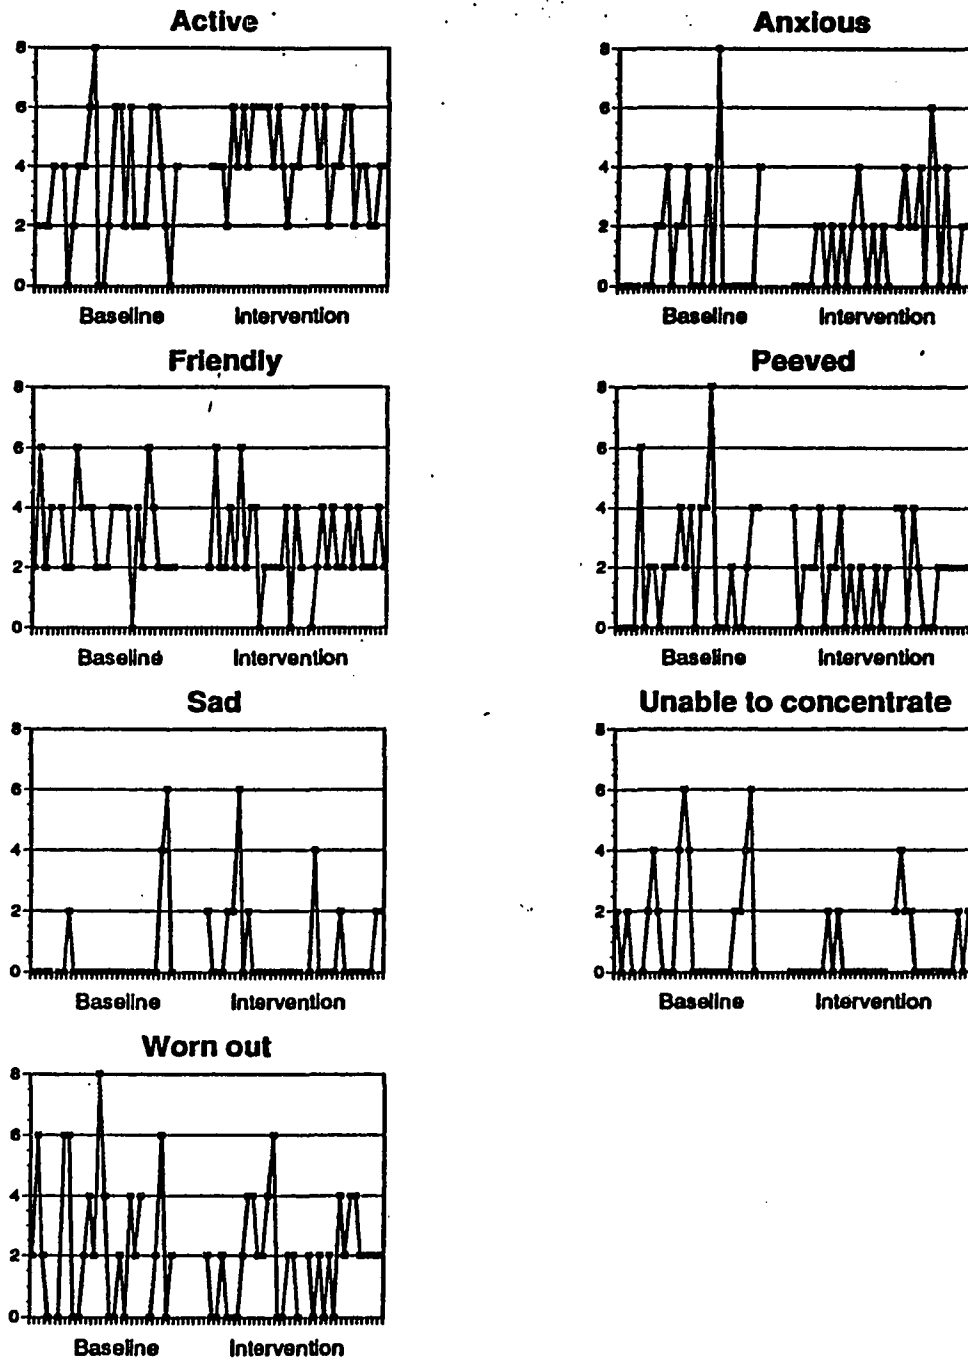 Active
8
6
4
2
0
Baseline Intervention
Anxious
8
6
4
2
0
Baseline Intervention
Friendly
8
6
4
2
0
Baseline Intervention
Peeved
8
6
4
2
0
Baseline Intervention
Sad
8
6
4
2
0
Baseline Intervention
Unable to concentrate
8
6
4
2
0
Baseline Intervention
Worn out
8
6
4
2
0
Baseline Intervention